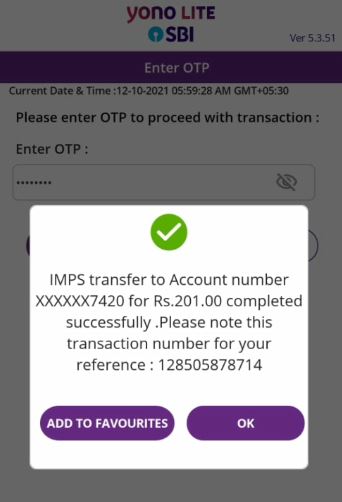 yono LITE
SBI
Ver 5.3.51
Enter OTP
Current Date & Time :12-10-2021 05:59:28 AM GMT+05:30
Please enter OTP to proceed with transaction :
Enter OTP :
........
IMPS transfer to Account number
XXXXXX7420 for Rs.201.00 completed
successfully .Please note this
transaction number for your
reference : 128505878714
ADD TO FAVOURITES
OK